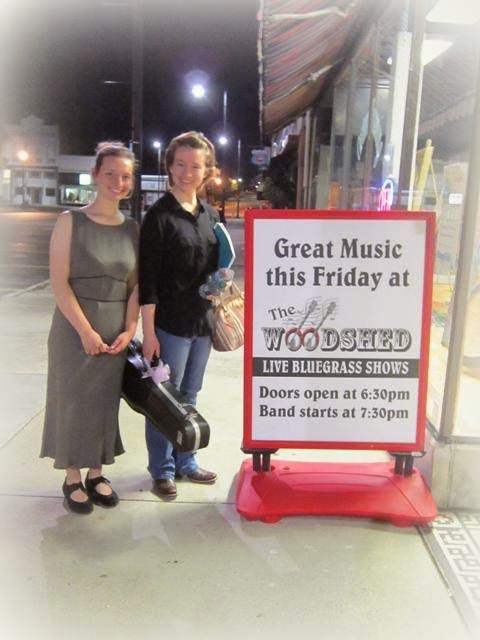 Great Music
this Friday at
The
WOODSHED
LIVE BLUEGRASS SHOWS
Doors open at 6:30pm
Band starts at 7:30pm